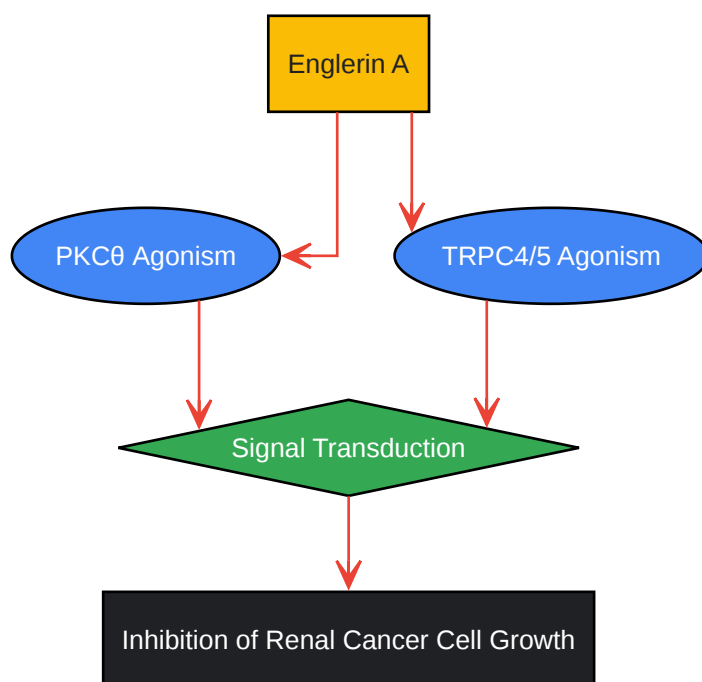 Englerin A
PKCθ Agonism
TRPC4/5 Agonism
Signal Transduction
Inhibition of Renal Cancer Cell Growth